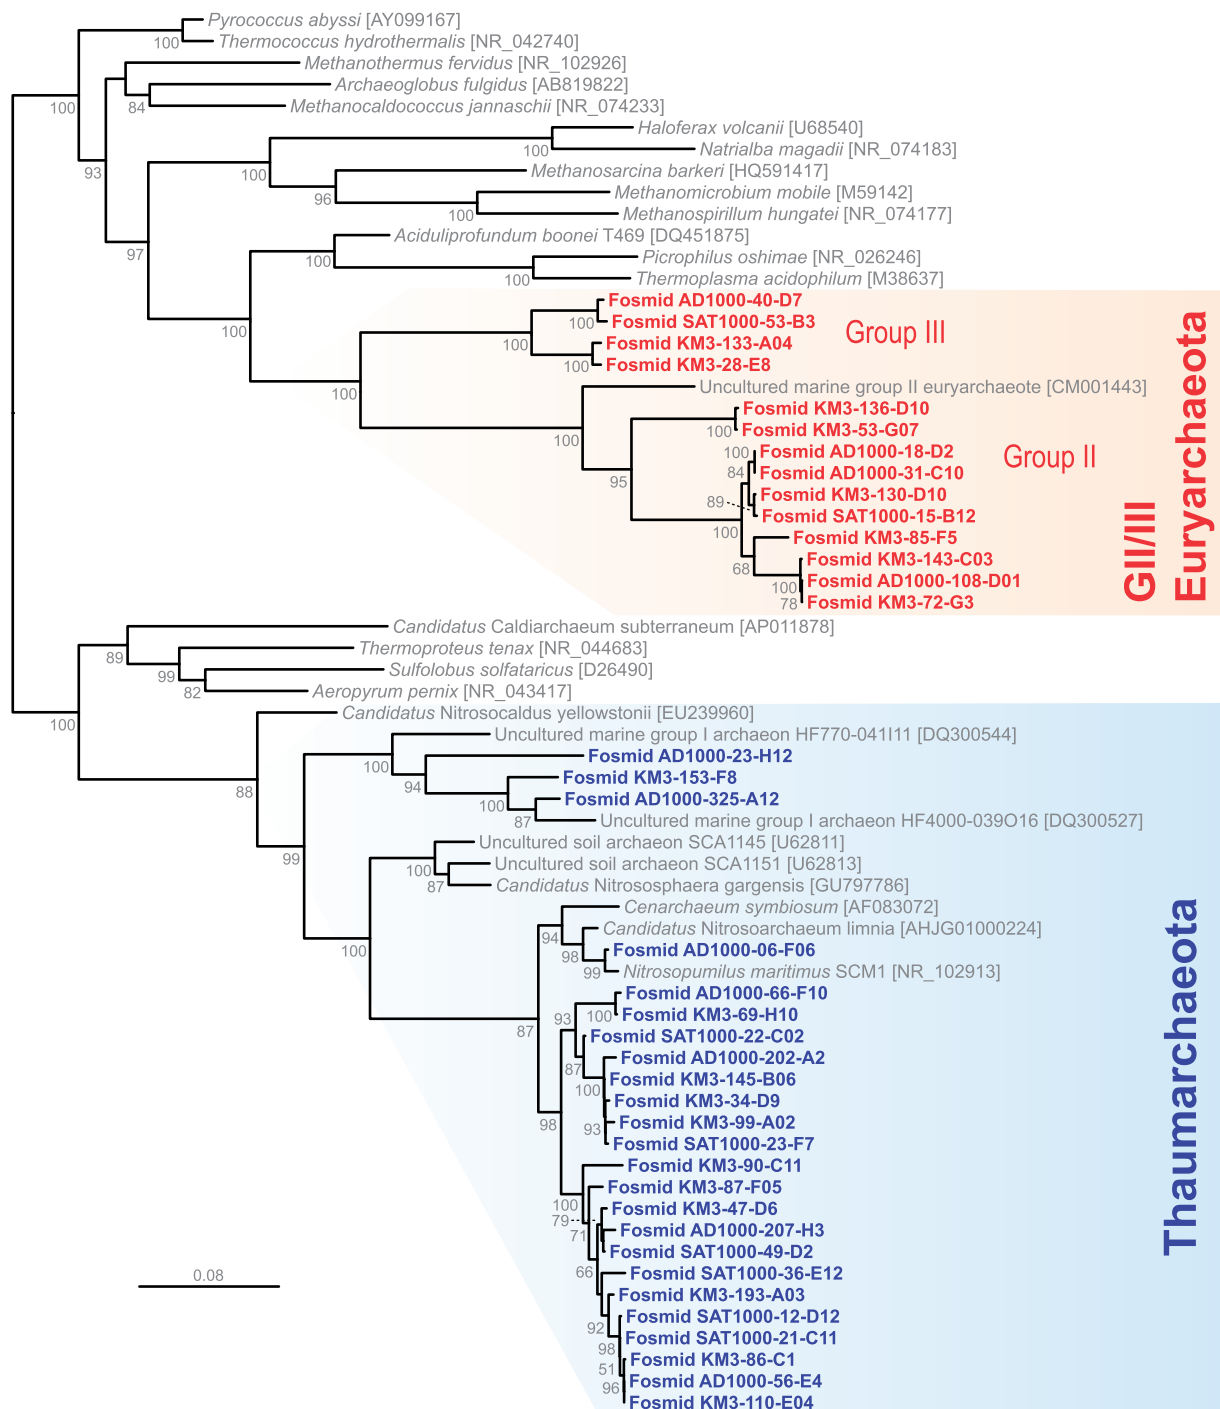 Pyrococcus abyssi [AY099167]
100
Thermococcus hydrothermalis [NR_042740]
Methanothermus fervidus [NR_102926]
Archaeoglobus fulgidus [AB819822]
100
84
Methanocaldococcus jannaschii [NR_074233]
Haloferax volcanii [U68540]
100
Natrialba magadii [NR_074183]
93
100
Methanosarcina barkeri [HQ591417]
96
Methanomicrobium mobile [M59142]
100
Methanospirillum hungatei [NR_074177]
Aciduliprofundum boonei T469 [DQ451875]
97
100
Picrophilus oshimae [NR_026246]
100
Thermoplasma acidophilum [M38637]
Fosmid AD1000-40-D7
100
Fosmid SAT1000-53-B3
Group III
100
100
Fosmid KM3-133-A04
100
Fosmid KM3-28-E8
Uncultured marine group II euryarchaeote [CM001443]
100
Fosmid KM3-136-D10
100
Fosmid KM3-53-G07
100
100
Fosmid AD1000-18-D2
Group II
84
Fosmid AD1000-31-C10
95
Fosmid KM3-130-D10
89
Fosmid SAT1000-15-B12
100
Fosmid KM3-85-F5
68
Fosmid KM3-143-C03
100
Fosmid AD1000-108-D01
78
Fosmid KM3-72-G3
GII/III
Euryarchaeota
Candidatus Caldiarchaeum subterraneum [AP011878]
89
Thermoproteus tenax [NR_044683]
99
Sulfolobus solfataricus [D26490]
82
Aeropyrum pernix [NR_043417]
100
Candidatus Nitrosocaldus yellowstonii [EU239960]
Uncultured marine group I archaeon HF770-041I11 [DQ300544]
100
Fosmid AD1000-23-H12
88
94
Fosmid KM3-153-F8
100
Fosmid AD1000-325-A12
87
Uncultured marine group I archaeon HF4000-039O16 [DQ300527]
99
Uncultured soil archaeon SCA1145 [U62811]
100
Uncultured soil archaeon SCA1151 [U62813]
87
Candidatus Nitrososphaera gargensis [GU797786]
100
Cenarchaeum symbiosum [AF083072]
94
Candidatus Nitrosoarchaeum limnia [AHJG01000224]
98
Fosmid AD1000-06-F06
99
Nitrosopumilus maritimus SCM1 [NR_102913]
87
Fosmid AD1000-66-F10
93
100
Fosmid KM3-69-H10
Fosmid SAT1000-22-C02
87
Fosmid AD1000-202-A2
100
Fosmid KM3-145-B06
Fosmid KM3-34-D9
98
Fosmid KM3-99-A02
93
Fosmid SAT1000-23-F7
Fosmid KM3-90-C11
100
Fosmid KM3-87-F05
79
Fosmid KM3-47-D6
71
Fosmid AD1000-207-H3
Fosmid SAT1000-49-D2
66
Fosmid SAT1000-36-E12
Fosmid KM3-193-A03
92
Fosmid SAT1000-12-D12
98
Fosmid SAT1000-21-C11
51
Fosmid KM3-86-C1
96
Fosmid AD1000-56-E4
Fosmid KM3-110-E04
Thaumarchaeota
0.08